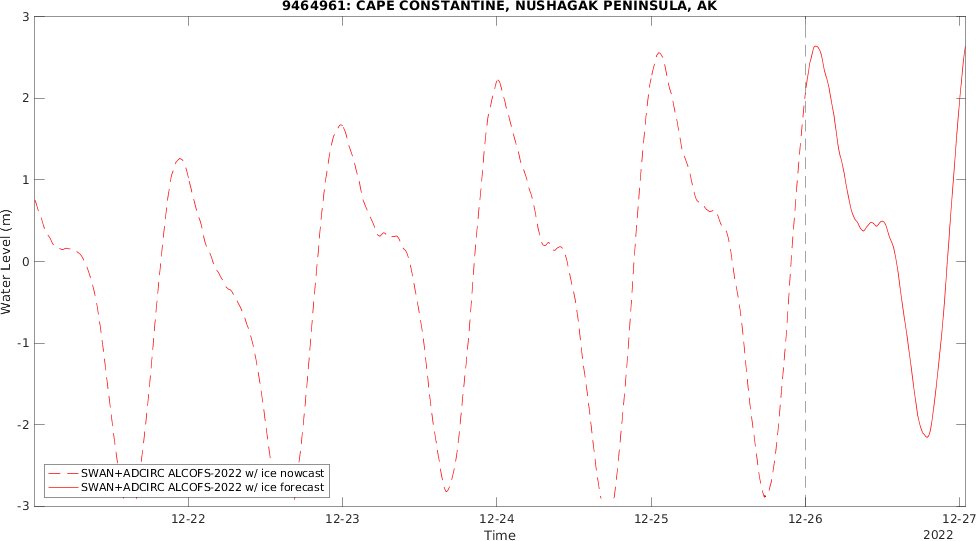 9464961: CAPE CONSTANTINE, NUSHAGAK PENINSULA, AK
3
2
1
0
-1
-2
-3
Water Level (m)
SWAN+ADCIRC ALCOFS-2022 w/ ice nowcast
SWAN+ADCIRC ALCOFS-2022 w/ ice forecast
12-22 12-23 12-24 12-25 12-26 12-27
Time
2022